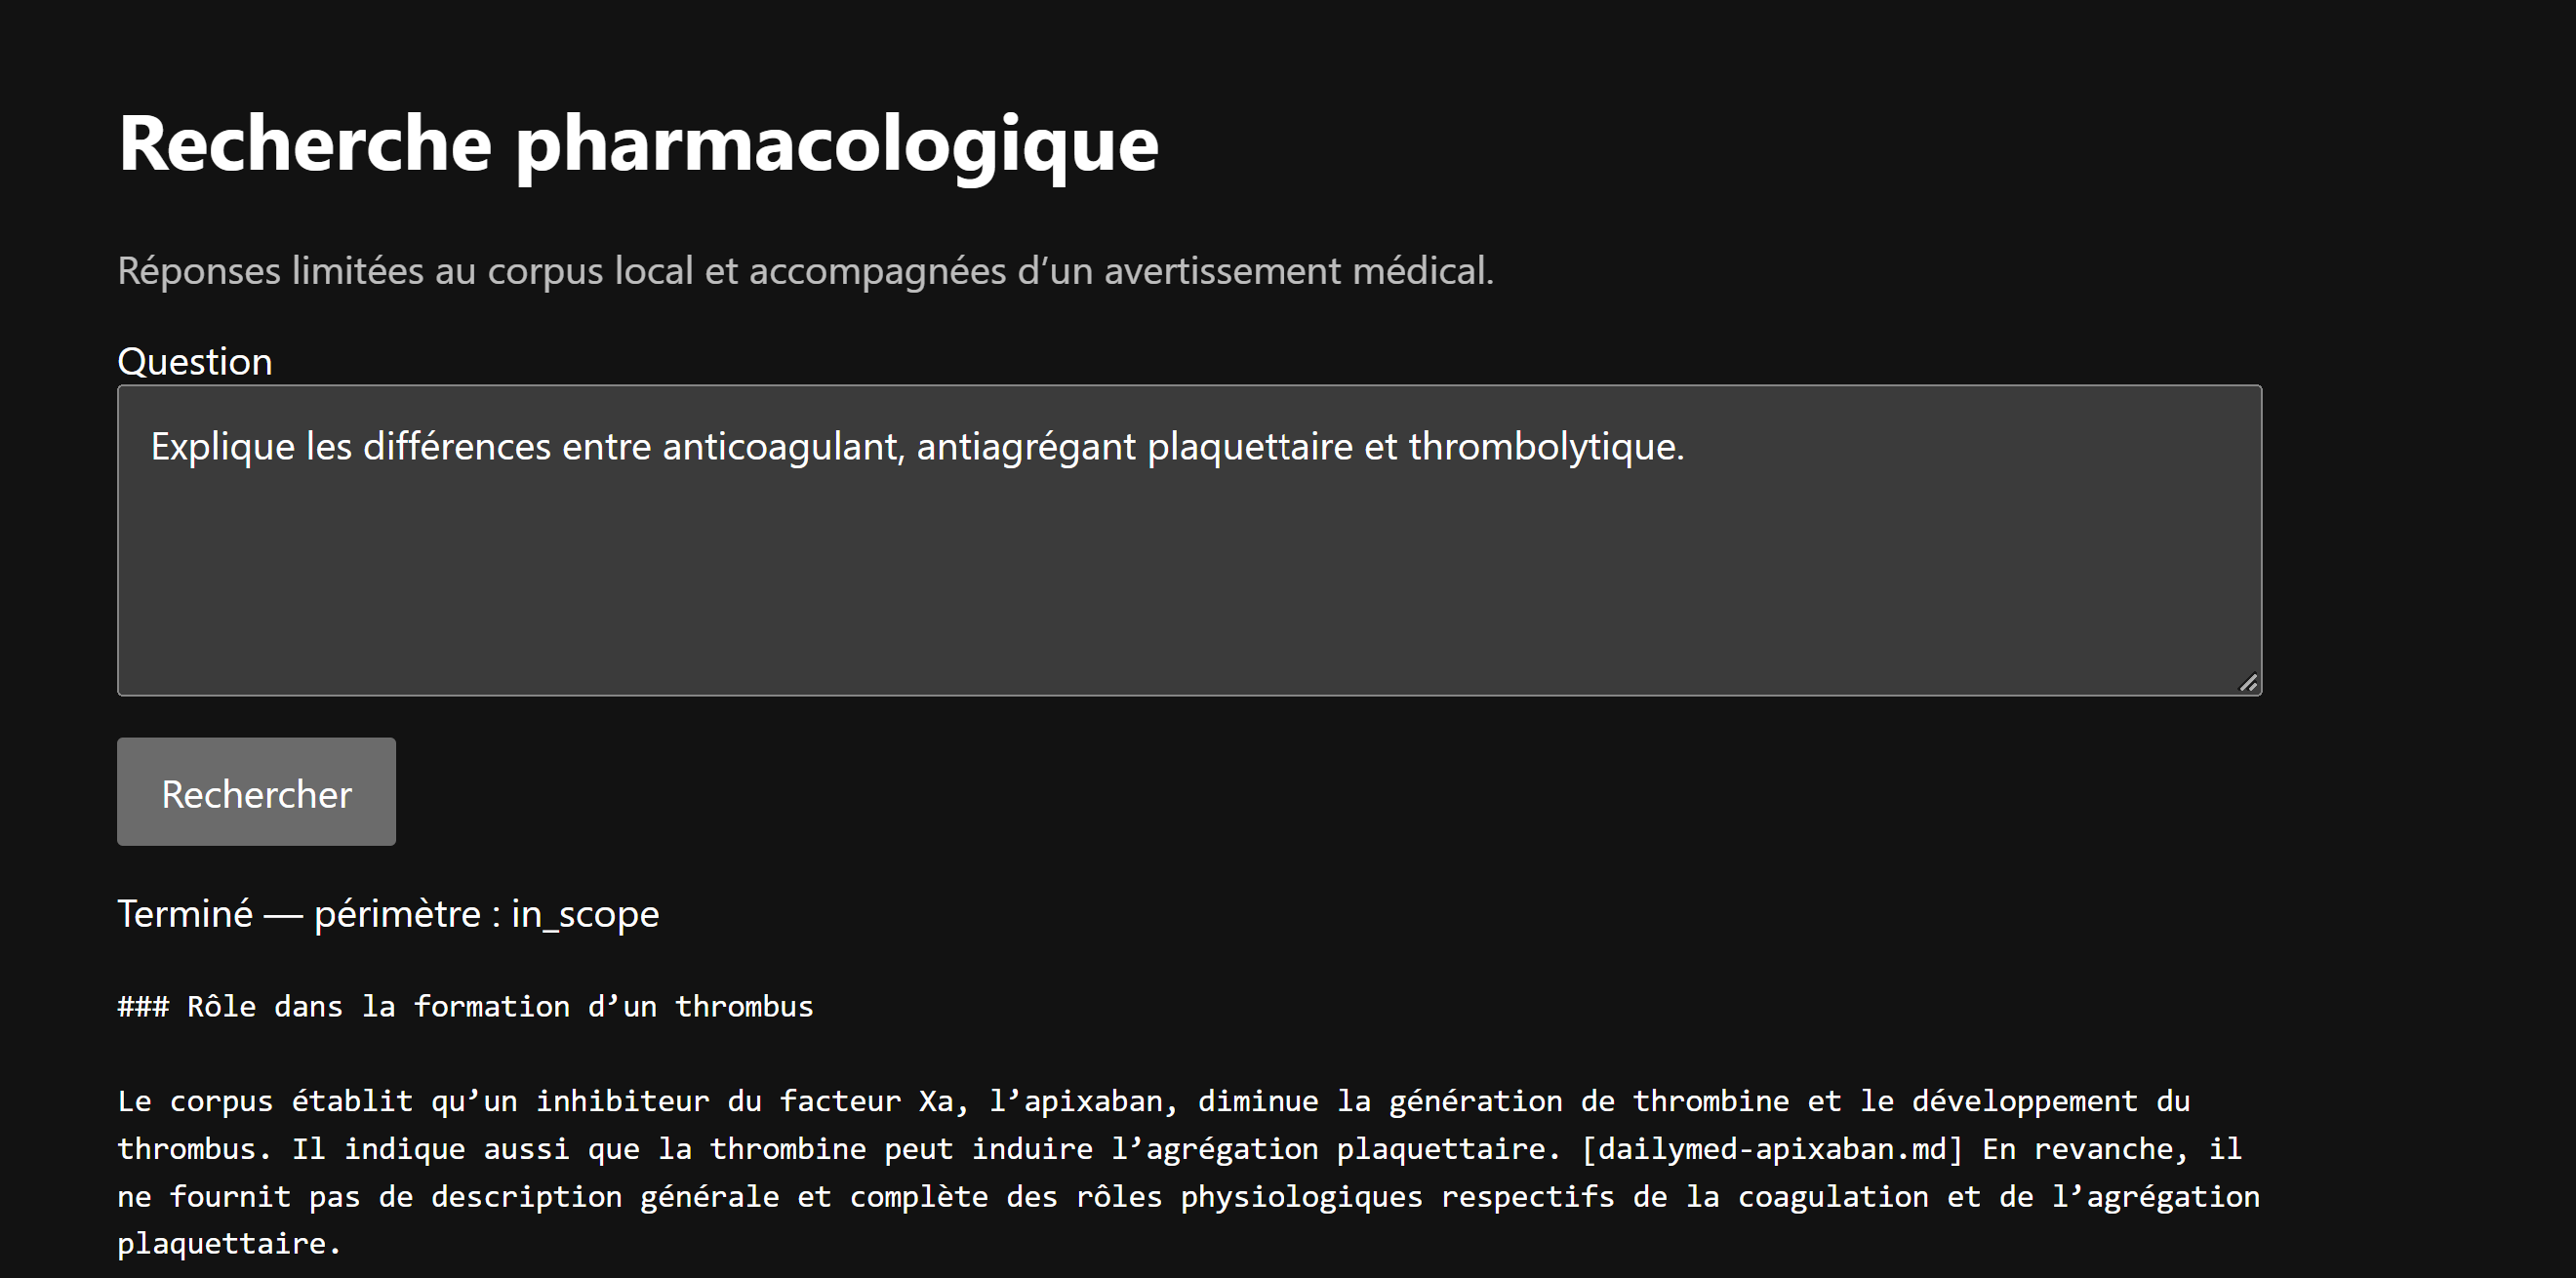 Recherche pharmacologique
Réponses limitées au corpus local et accompagnées d’un avertissement médical.
Question
Explique les différences entre anticoagulant, antiagrégant plaquettaire et thrombolytique.
Rechercher
Terminé — périmètre : in_scope
### Rôle dans la formation d’un thrombus
Le corpus établit qu’un inhibiteur du facteur Xa, l’apixaban, diminue la génération de thrombine et le développement du
thrombus. Il indique aussi que la thrombine peut induire l’agrégation plaquettaire. [dailymed-apixaban.md] En revanche, il
ne fournit pas de description générale et complète des rôles physiologiques respectifs de la coagulation et de l’agrégation
plaquettaire.